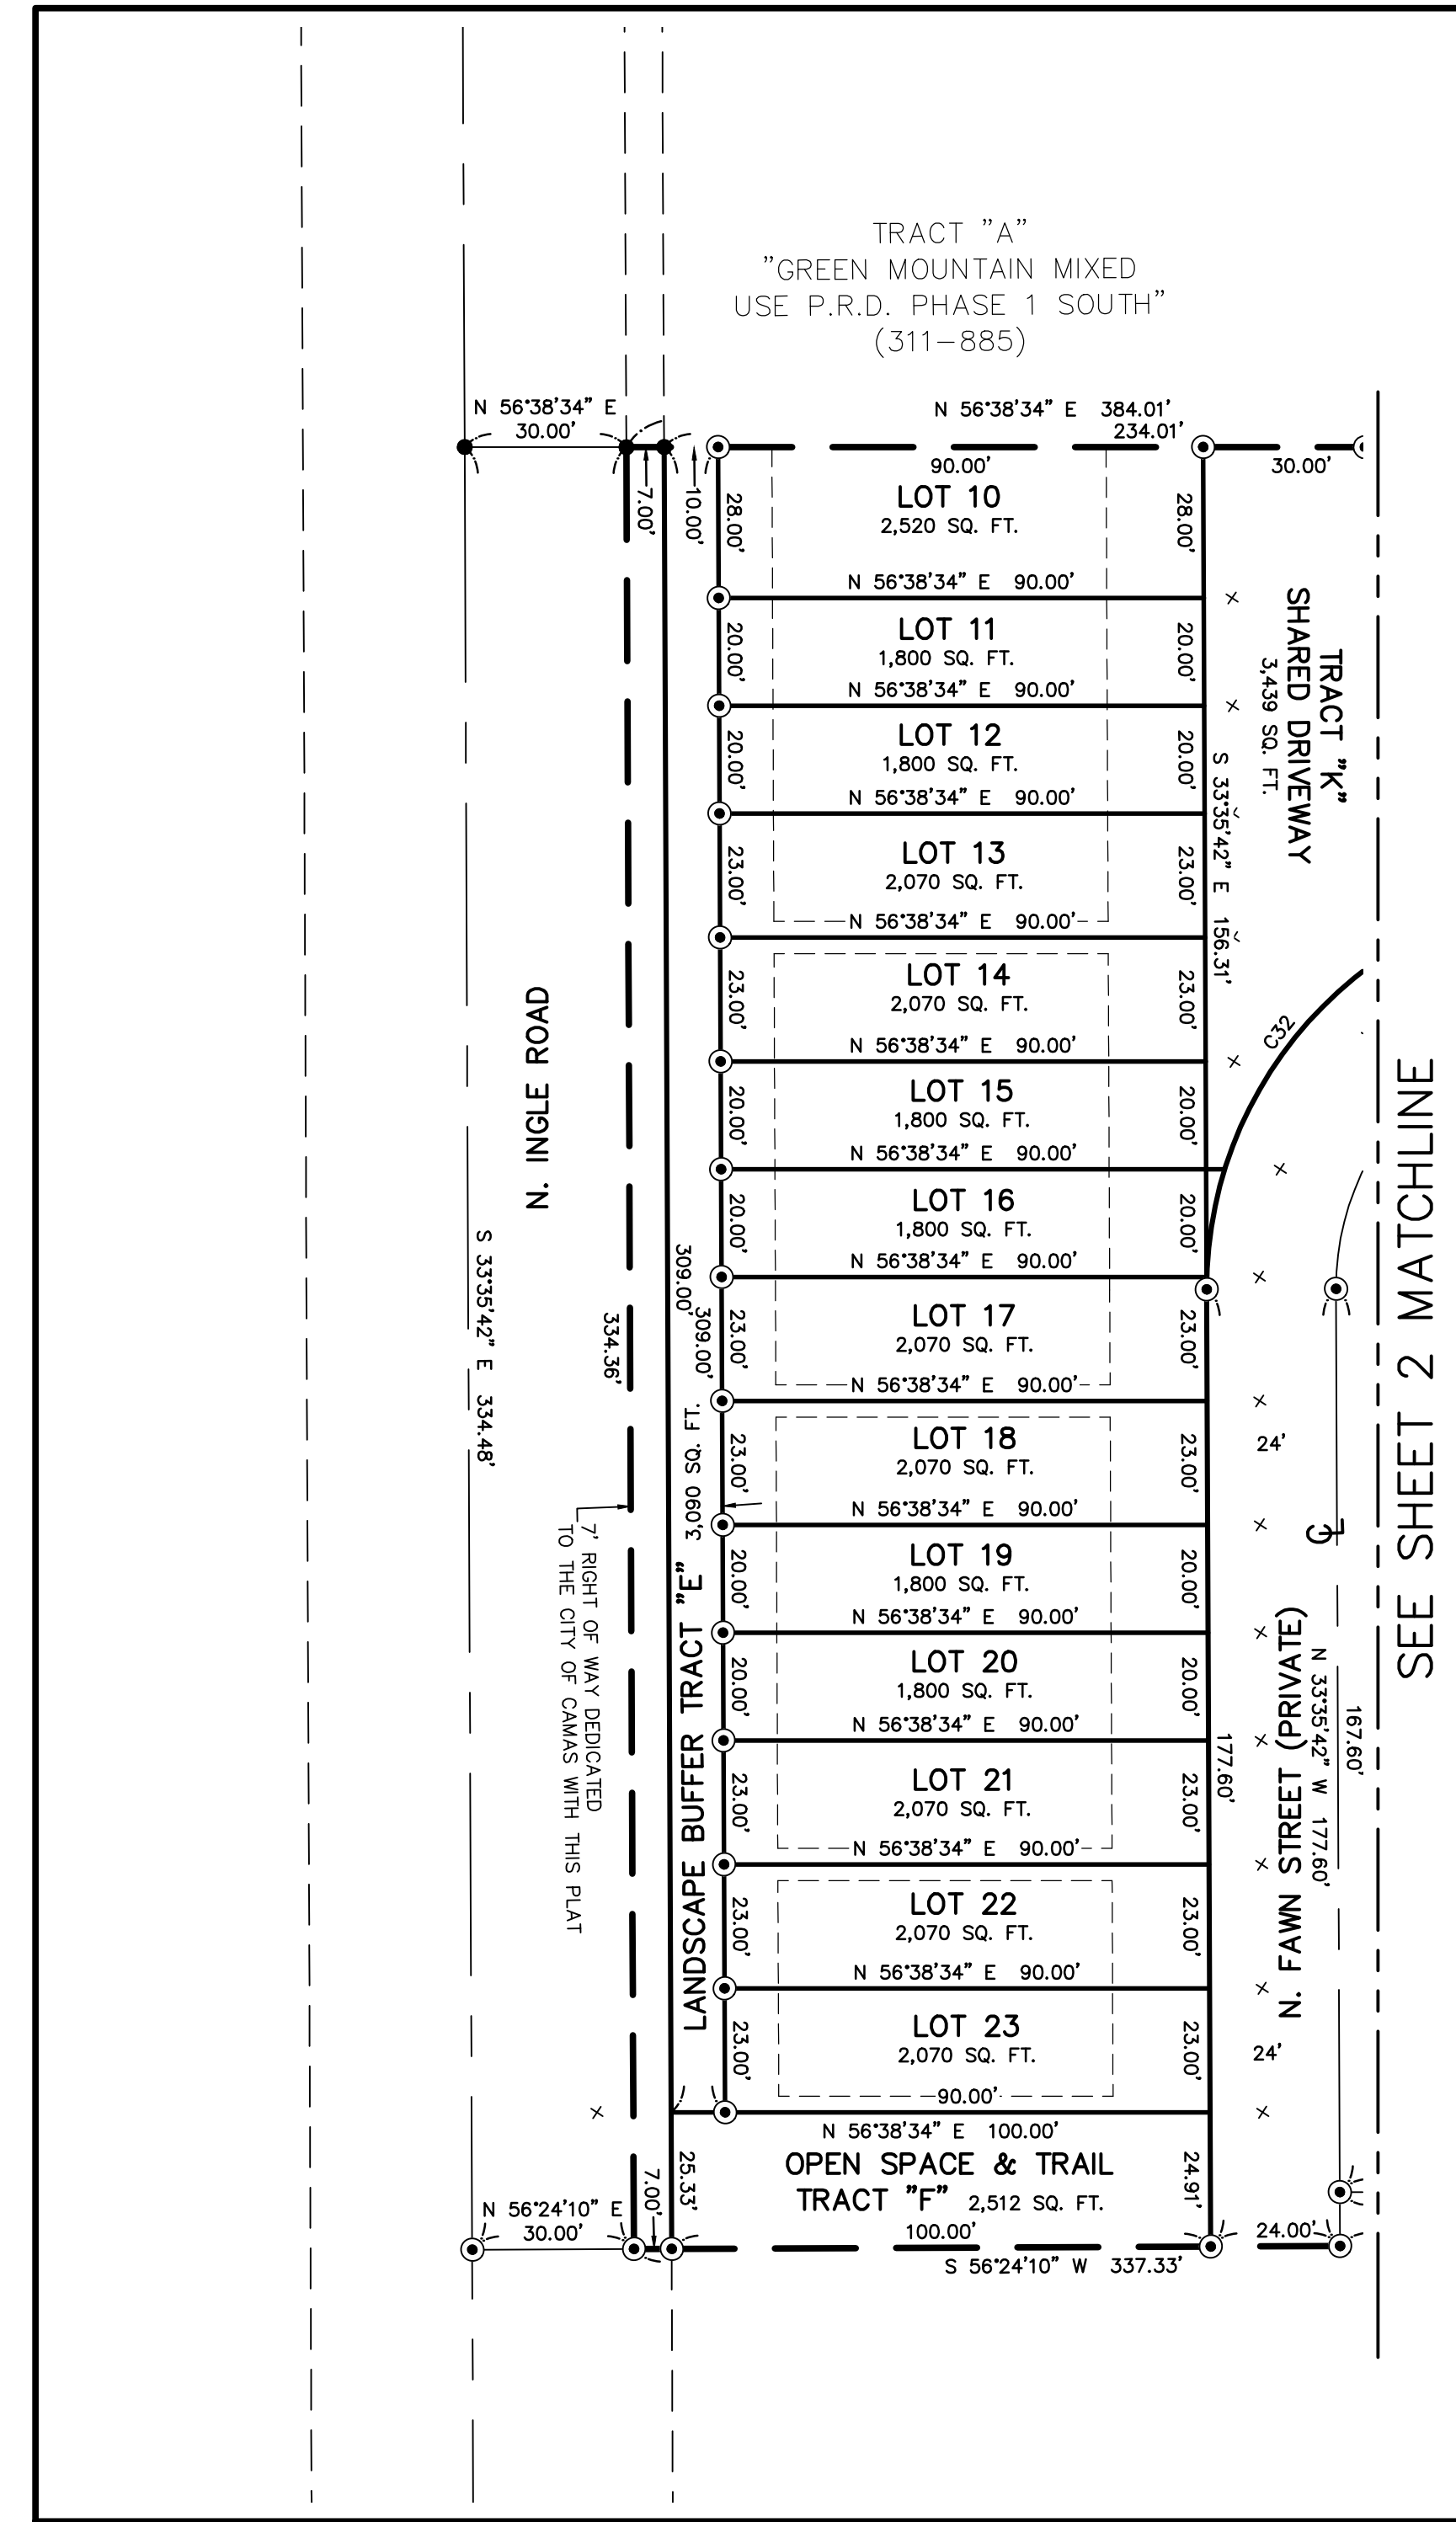 TRACT "A"
"GREEN MOUNTAIN MIXED
USE P.R.D. PHASE 1 SOUTH"
(311-885)
N 56°38'34" E
30.00'
N 56°38'34" E 384.01'
234.01'
90.00'
30.00'
7.00'
10.00'
28.00'
LOT 10
2,520 SQ. FT.
28.00'
N 56°38'34" E 90.00'
20.00'
LOT 11
1,800 SQ. FT.
20.00'
N 56°38'34" E 90.00'
20.00'
LOT 12
1,800 SQ. FT.
20.00'
N 56°38'34" E 90.00'
23.00'
LOT 13
2,070 SQ. FT.
23.00'
N 56°38'34" E 90.00'
23.00'
LOT 14
2,070 SQ. FT.
23.00'
N 56°38'34" E 90.00'
20.00'
LOT 15
1,800 SQ. FT.
20.00'
N 56°38'34" E 90.00'
20.00'
LOT 16
1,800 SQ. FT.
20.00'
N 56°38'34" E 90.00'
23.00'
LOT 17
2,070 SQ. FT.
23.00'
N 56°38'34" E 90.00'
23.00'
LOT 18
2,070 SQ. FT.
23.00'
N 56°38'34" E 90.00'
20.00'
LOT 19
1,800 SQ. FT.
20.00'
N 56°38'34" E 90.00'
20.00'
LOT 20
1,800 SQ. FT.
20.00'
N 56°38'34" E 90.00'
23.00'
LOT 21
2,070 SQ. FT.
23.00'
N 56°38'34" E 90.00'
23.00'
LOT 22
2,070 SQ. FT.
23.00'
N 56°38'34" E 90.00'
23.00'
LOT 23
2,070 SQ. FT.
23.00'
90.00'
N 56°38'34" E 100.00'
OPEN SPACE & TRAIL
TRACT "F" 2,512 SQ. FT.
25.33'
24.91'
7.00'
N 56°24'10" E
30.00'
100.00'
24.00'
S 56°24'10" W 337.33'
TRACT "K"
SHARED DRIVEWAY
3,439 SQ. FT.
S 33°35'42" E 156.31'
C32
24'
24'
177.60'
N. FAWN STREET (PRIVATE)
N 33°35'42" W 177.60'
167.60'
SEE SHEET 2 MATCHLINE
N. INGLE ROAD
S 33°35'42" E 334.48'
334.36'
309.00'
309.00'
LANDSCAPE BUFFER TRACT "E" 3,090 SQ. FT.
7' RIGHT OF WAY DEDICATED
TO THE CITY OF CAMAS WITH THIS PLAT